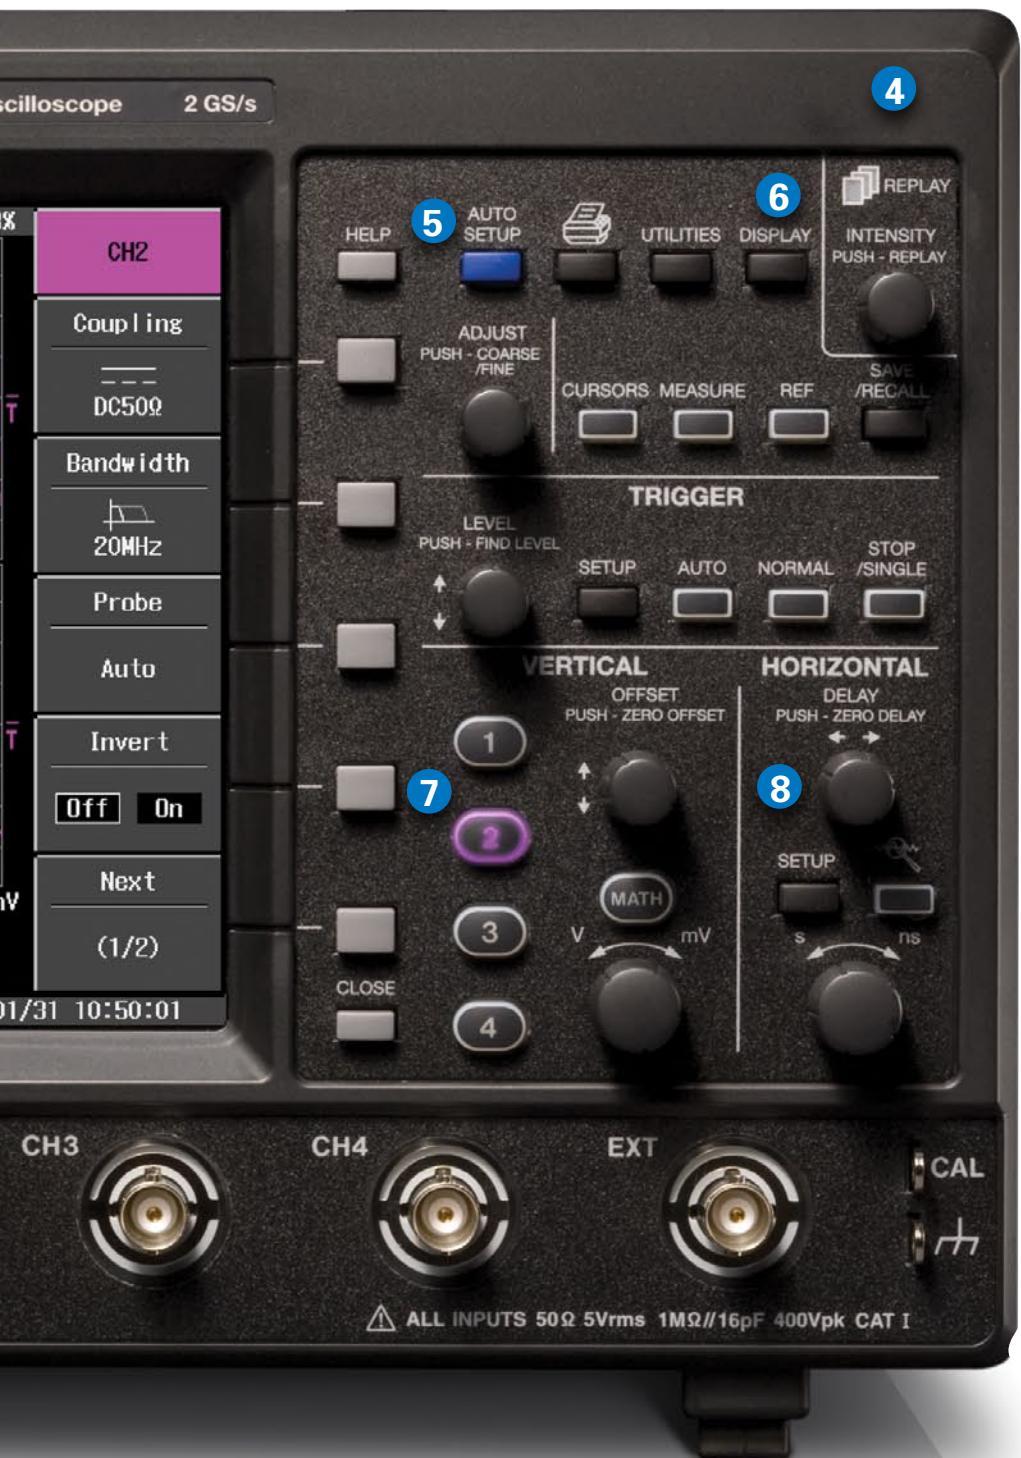 scilloscope 2 GS/s
4
CH2
Coupling
DC50Ω
Bandwidth
20MHz
Probe
Auto
Invert
Off On
Next
(1/2)
01/31 10:50:01
%
T
T
mV
5
6
HELP
AUTO
SETUP
UTILITIES
DISPLAY
REPLAY
INTENSITY
PUSH - REPLAY
ADJUST
PUSH - COARSE
/FINE
CURSORS
MEASURE
REF
SAVE
/RECALL
TRIGGER
LEVEL
PUSH - FIND LEVEL
SETUP
AUTO
NORMAL
STOP
/SINGLE
VERTICAL
OFFSET
PUSH - ZERO OFFSET
1
7
2
MATH
V mV
3
4
CLOSE
HORIZONTAL
DELAY
PUSH - ZERO DELAY
8
SETUP
s ns
CH3
CH4
EXT
CAL
ALL INPUTS 50Ω 5Vrms 1MΩ//16pF 400Vpk CAT I